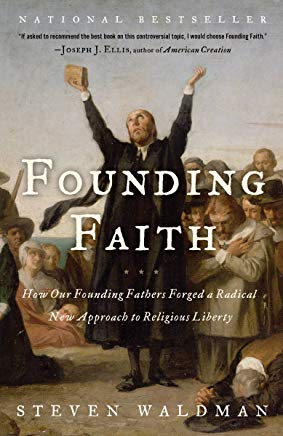 NATIONAL BESTSELLER
"If asked to recommend the best book on this controversial topic, I would choose Founding Faith."
—JOSEPH J. ELLIS, author of American Creation
FOUNDING
FAITH
***
How Our Founding Fathers Forged a Radical
New Approach to Religious Liberty
STEVEN WALDMAN